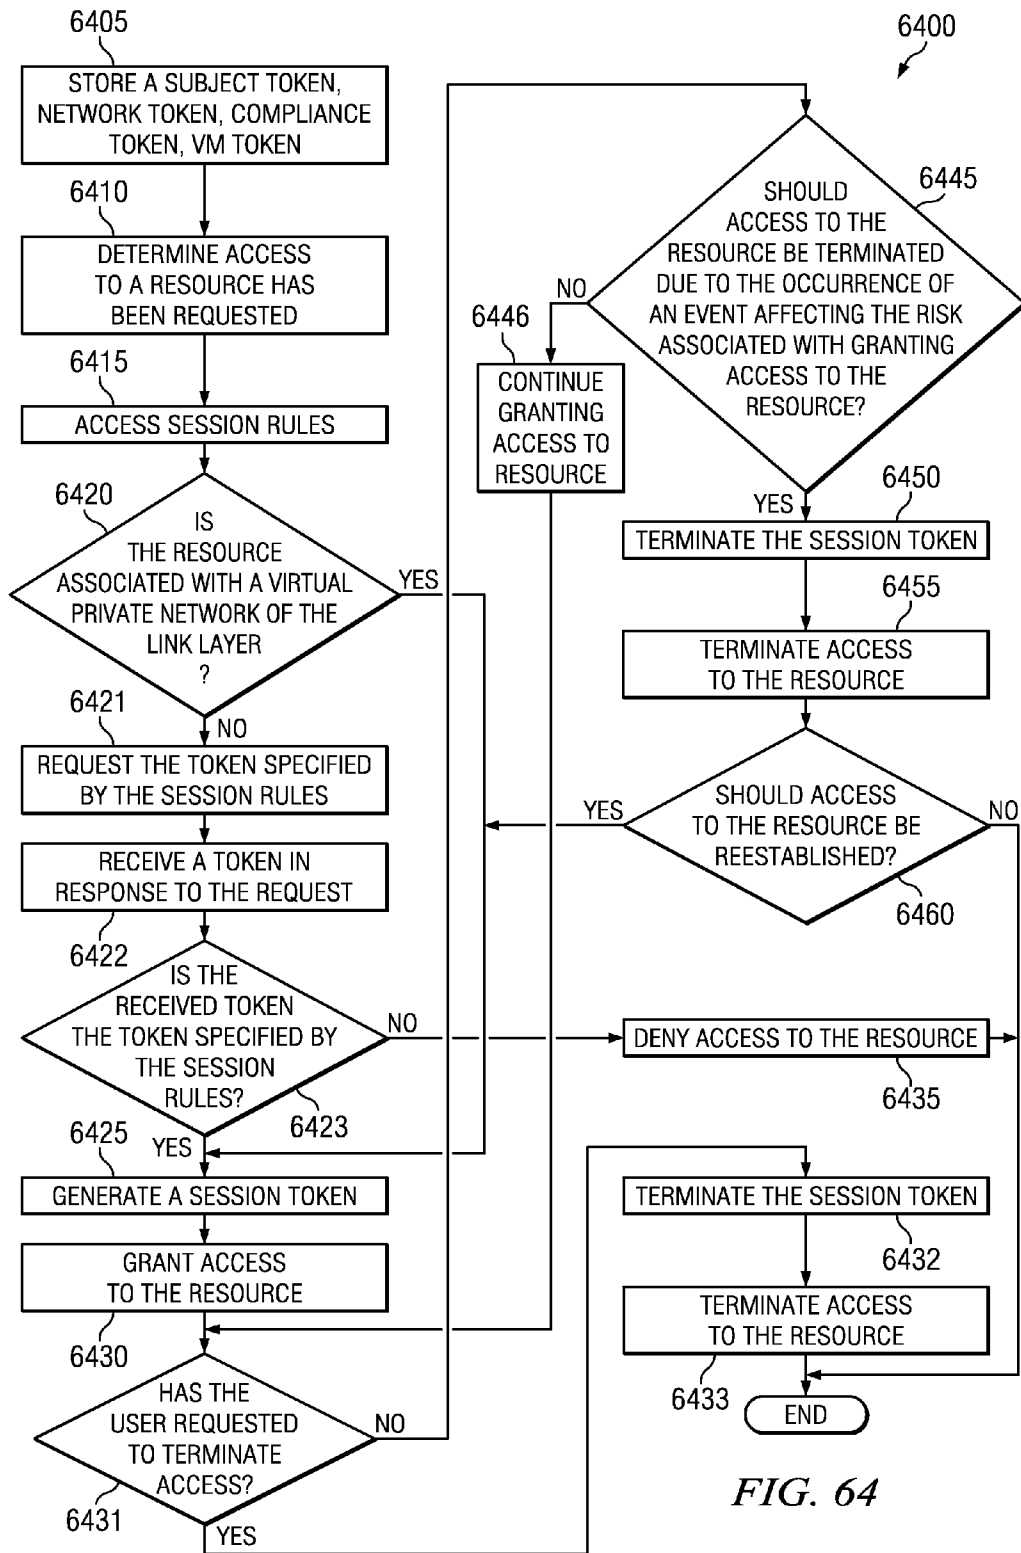 6405
STORE A SUBJECT TOKEN,
NETWORK TOKEN, COMPLIANCE
TOKEN, VM TOKEN
6410
DETERMINE ACCESS
TO A RESOURCE HAS
BEEN REQUESTED
6415
ACCESS SESSION RULES
6420
IS
THE RESOURCE
ASSOCIATED WITH A VIRTUAL
PRIVATE NETWORK OF THE
LINK LAYER
?
YES
NO
6421
REQUEST THE TOKEN SPECIFIED
BY THE SESSION RULES
RECEIVE A TOKEN IN
RESPONSE TO THE REQUEST
6422
IS THE
RECEIVED TOKEN
THE TOKEN SPECIFIED BY
THE SESSION
RULES?
NO
6423
YES
6425
GENERATE A SESSION TOKEN
GRANT ACCESS
TO THE RESOURCE
6430
HAS THE
USER REQUESTED
TO TERMINATE
ACCESS?
NO
6431
YES
6400
6445
SHOULD
ACCESS TO THE
RESOURCE BE TERMINATED
DUE TO THE OCCURRENCE OF
AN EVENT AFFECTING THE RISK
ASSOCIATED WITH GRANTING
ACCESS TO THE
RESOURCE?
NO
6446
CONTINUE
GRANTING
ACCESS TO
RESOURCE
YES
6450
TERMINATE THE SESSION TOKEN
6455
TERMINATE ACCESS
TO THE RESOURCE
YES
SHOULD ACCESS
TO THE RESOURCE BE
REESTABLISHED?
NO
6460
DENY ACCESS TO THE RESOURCE
6435
TERMINATE THE SESSION TOKEN
6432
TERMINATE ACCESS
TO THE RESOURCE
6433
END
FIG. 64